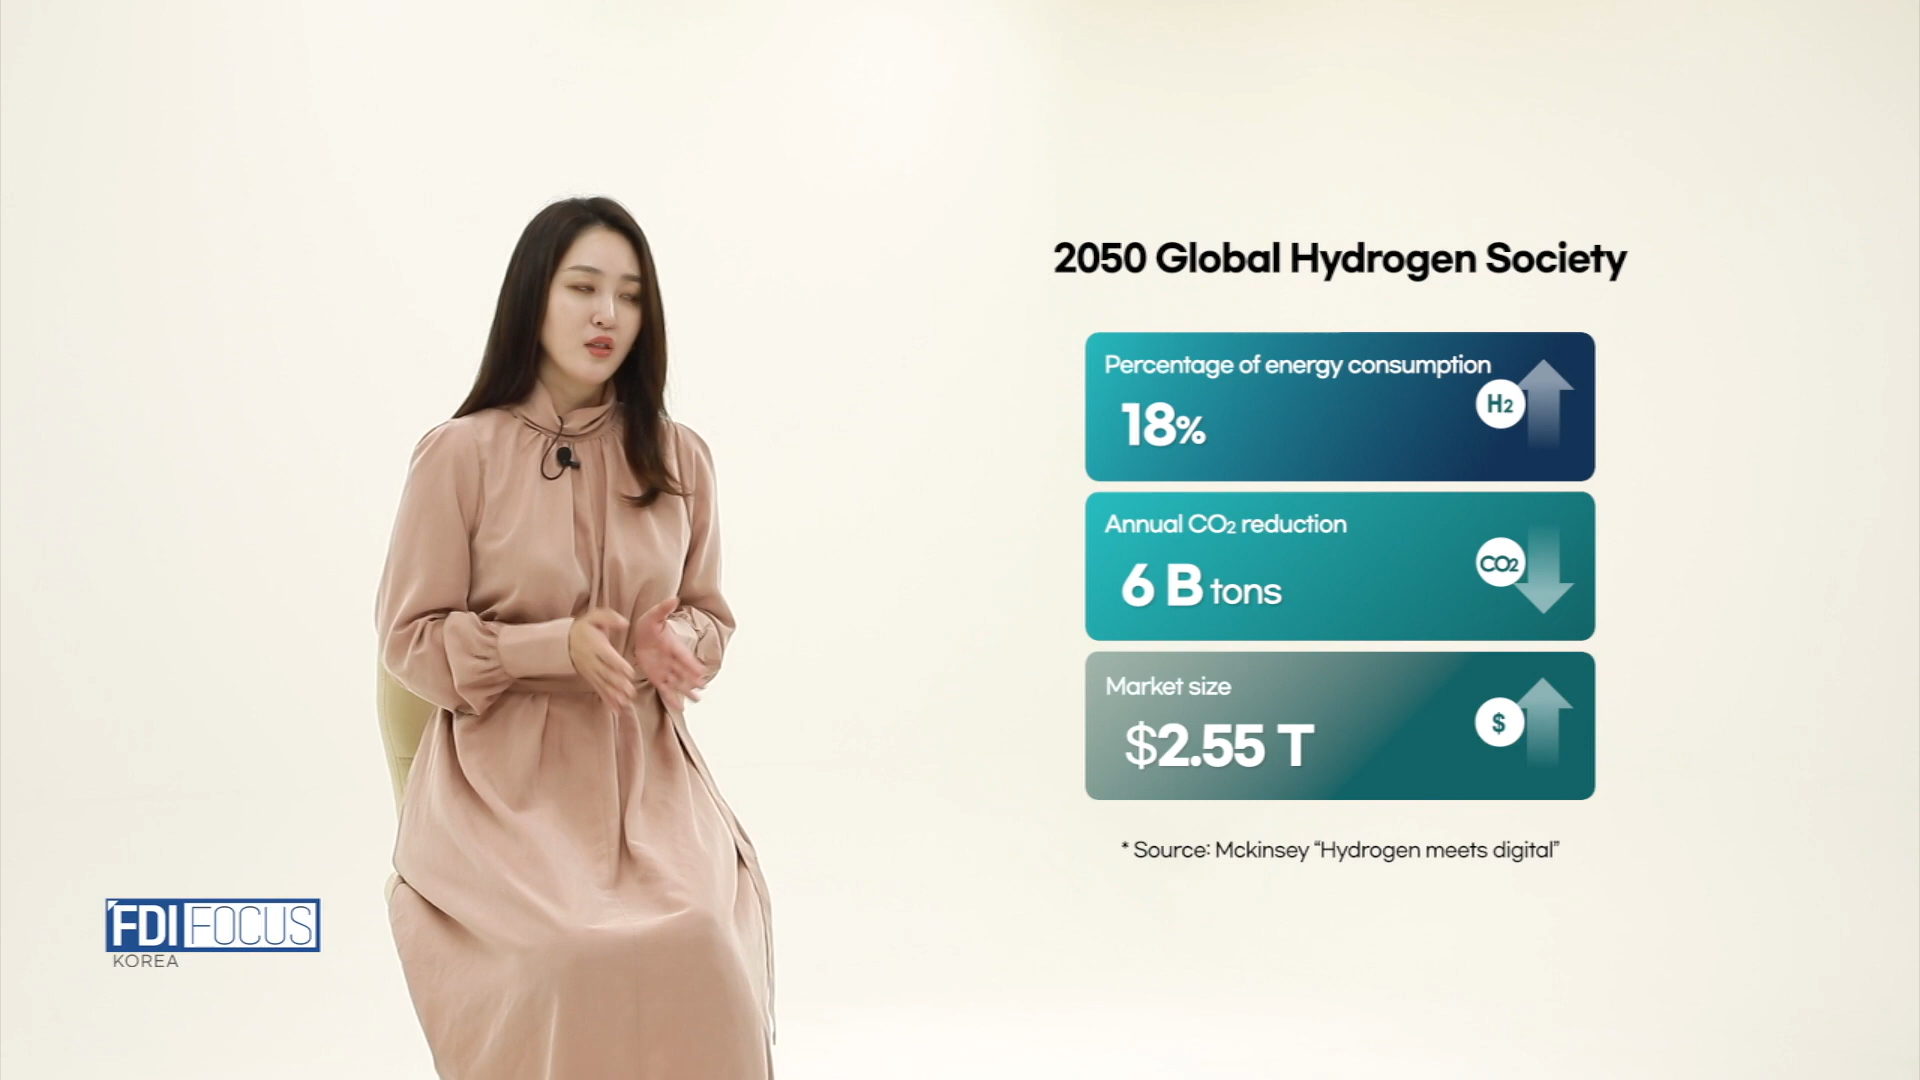 2050 Global Hydrogen Society
Percentage of energy consumption
18%
H2
Annual CO2 reduction
6 B tons
CO2
Market size
$2.55 T
$
* Source: Mckinsey “Hydrogen meets digital”
FDI FOCUS
KOREA